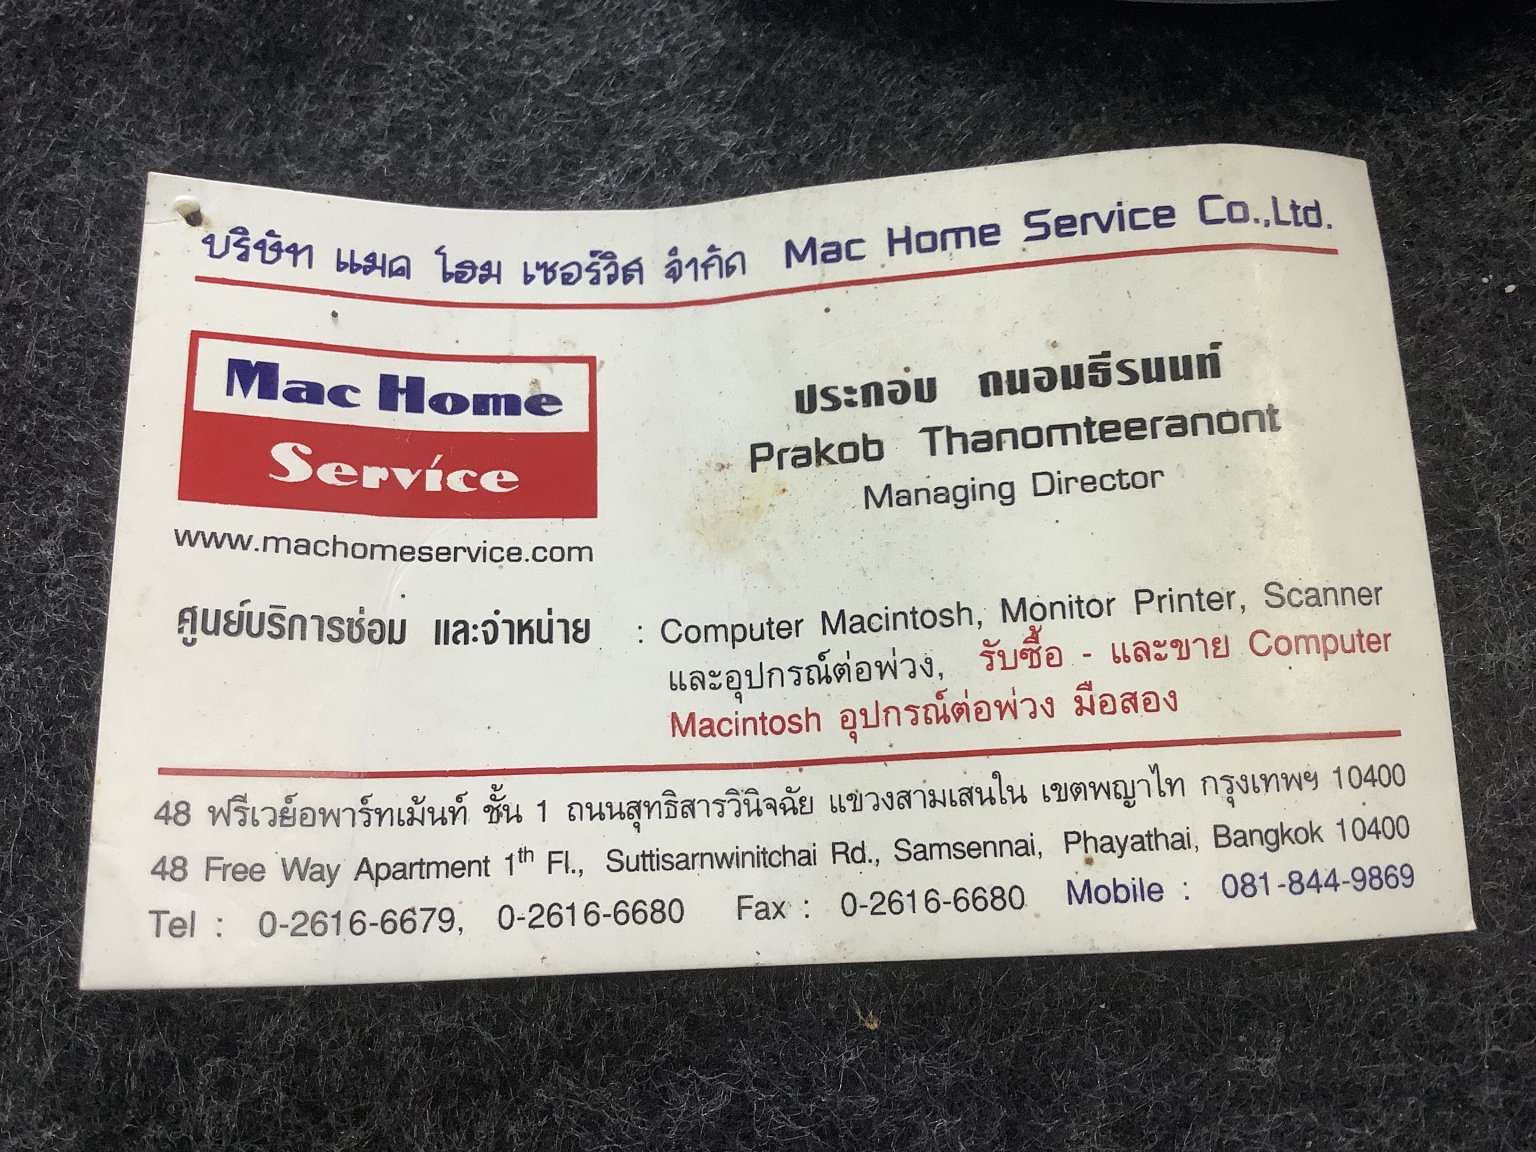 บริษัท แมค โฮม เซอร์วิส จำกัด Mac Home Service Co.,Ltd.
Mac Home
Service
www.machomeservice.com
ประกอบ ถนอมธีรนนท์
Prakob Thanomteeranont
Managing Director
ศูนย์บริการซ่อม และจำหน่าย : Computer Macintosh, Monitor Printer, Scanner
และอุปกรณ์ต่อพ่วง, รับซื้อ - และขาย Computer
Macintosh อุปกรณ์ต่อพ่วง มือสอง
48 ฟรีเวย์อพาร์ทเม้นท์ ชั้น 1 ถนนสุทธิสารวินิจฉัย แขวงสามเสนใน เขตพญาไท กรุงเทพฯ 10400
48 Free Way Apartment 1th Fl., Suttisarnwinitchai Rd., Samsennai, Phayathai, Bangkok 10400
Tel : 0-2616-6679, 0-2616-6680 Fax : 0-2616-6680 Mobile : 081-844-9869